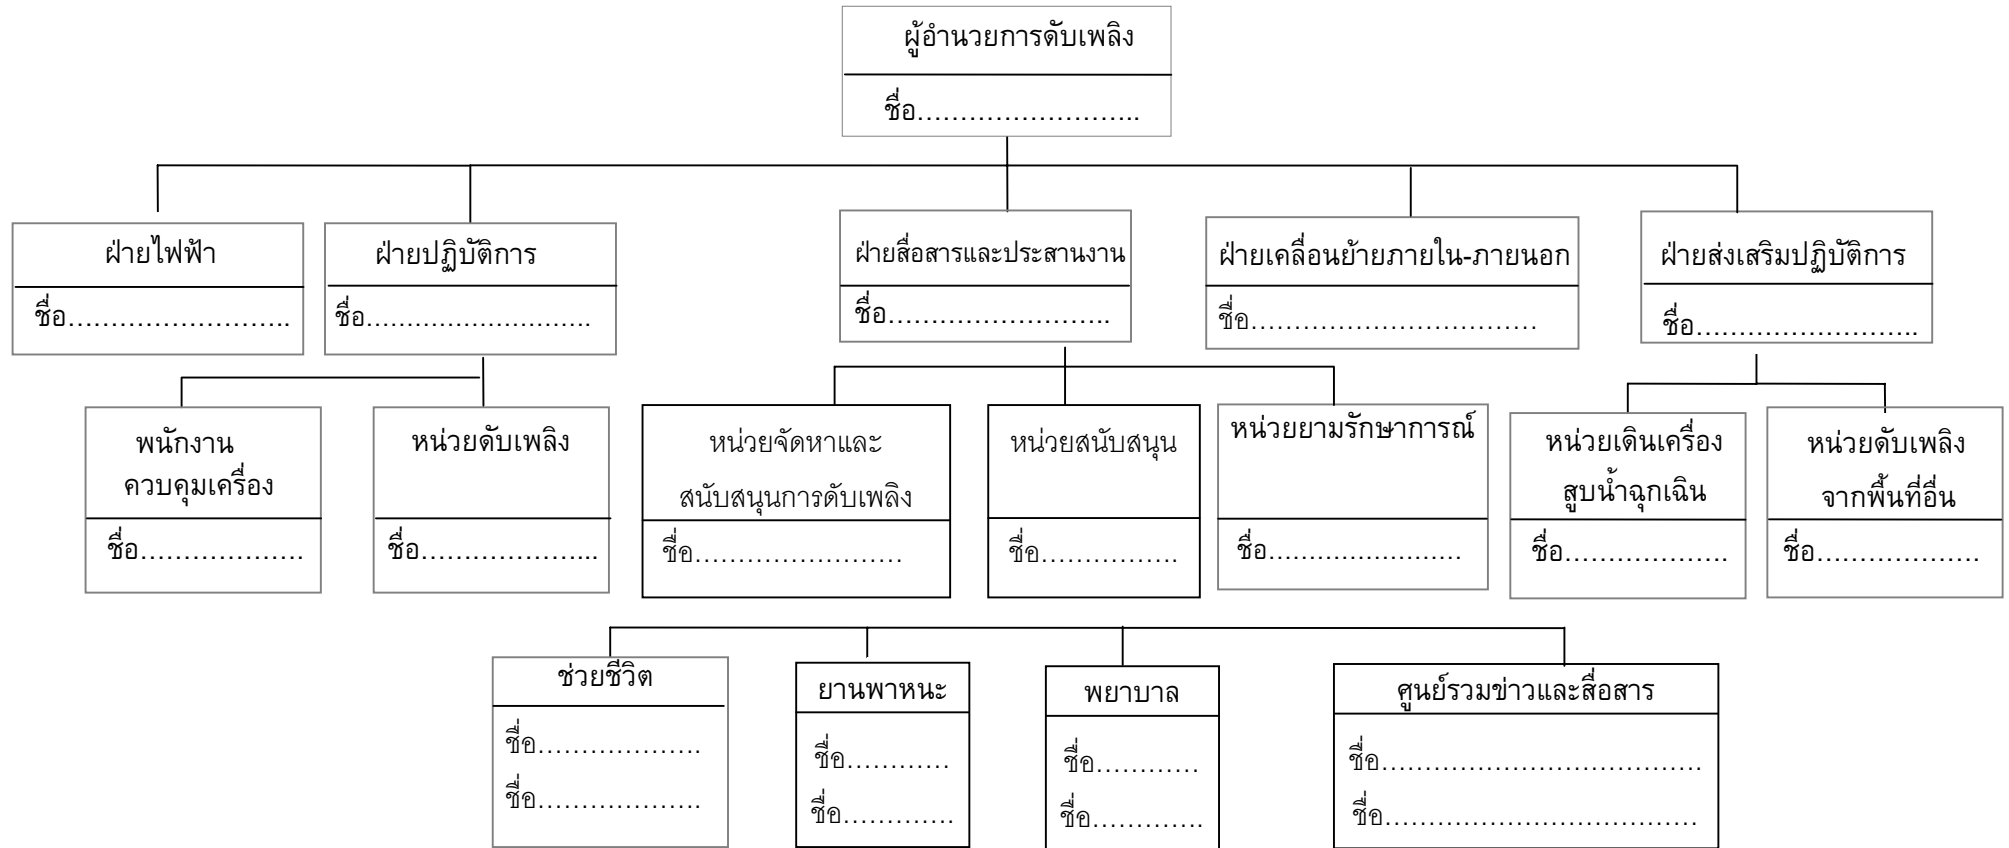 ผู้อำนวยการดับเพลิง
ชื่อ……………………..
ฝ่ายไฟฟ้า
ชื่อ……………………..
ฝ่ายปฏิบัติการ
ชื่อ……………………..
ฝ่ายสื่อสารและประสานงาน
ชื่อ……………………..
ฝ่ายเคลื่อนย้ายภายใน-ภายนอก
ชื่อ……………………………
ฝ่ายส่งเสริมปฏิบัติการ
ชื่อ……………………..
พนักงาน
ควบคุมเครื่อง
ชื่อ……………….
หน่วยดับเพลิง
ชื่อ………………...
หน่วยจัดหาและ
สนับสนุนการดับเพลิง
ชื่อ……………………
หน่วยสนับสนุน
ชื่อ…………….
หน่วยยามรักษาการณ์
ชื่อ………………….
หน่วยเดินเครื่อง
สูบน้ำฉุกเฉิน
ชื่อ……………….
หน่วยดับเพลิง
จากพื้นที่อื่น
ชื่อ……………….
ช่วยชีวิต
ชื่อ……………….
ชื่อ……………….
ยานพาหนะ
ชื่อ…………
ชื่อ………….
พยาบาล
ชื่อ…………
ชื่อ………….
ศูนย์รวมข่าวและสื่อสาร
ชื่อ………………………………
ชื่อ………………………………